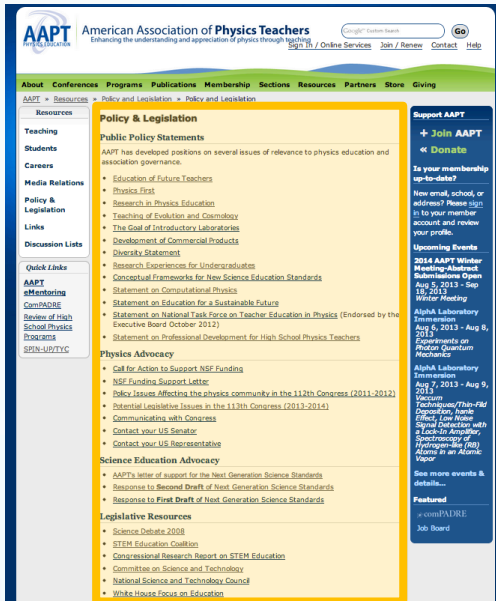 AAPT
PHYSICS EDUCATION
American Association of Physics Teachers
Enhancing the understanding and appreciation of physics through teaching
Google™ Custom Search
Go
Sign In / Online Services Join / Renew Contact Help
About Conferences Programs Publications Membership Sections Resources Partners Store Giving
AAPT » Resources » Policy and Legislation » Policy and Legislation
Resources
Teaching
Students
Careers
Media Relations
Policy &
Legislation
Links
Discussion Lists
Quick Links
AAPT
eMentoring
ComPADRE
Review of High
School Physics
Programs
SPIN-UP/TYC
Policy & Legislation
Public Policy Statements
AAPT has developed positions on several issues of relevance to physics education and
association governance.
• Education of Future Teachers
• Physics First
• Research in Physics Education
• Teaching of Evolution and Cosmology
• The Goal of Introductory Laboratories
• Development of Commercial Products
• Diversity Statement
• Research Experiences for Undergraduates
• Conceptual Frameworks for New Science Education Standards
• Statement on Computational Physics
• Statement on Education for a Sustainable Future
• Statement on National Task Force on Teacher Education in Physics (Endorsed by the
Executive Board October 2012)
• Statement on Professional Development for High School Physics Teachers
Physics Advocacy
• Call for Action to Support NSF Funding
• NSF Funding Support Letter
• Policy Issues Affecting the physics community in the 112th Congress (2011-2012)
• Potential Legislative Issues in the 113th Congress (2013-2014)
• Communicating with Congress
• Contact your US Senator
• Contact your US Representative
Science Education Advocacy
• AAPT's letter of support for the Next Generation Science Standards
• Response to Second Draft of Next Generation Science Standards
• Response to First Draft of Next Generation Science Standards
Legislative Resources
• Science Debate 2008
• STEM Education Coalition
• Congressional Research Report on STEM Education
• Committee on Science and Technology
• National Science and Technology Council
• White House Focus on Education
Support AAPT
+ Join AAPT
« Donate
Is your membership
up-to-date?
New email, school, or
address? Please sign
in to your member
account and review
your profile.
Upcoming Events
2014 AAPT Winter
Meeting-Abstract
Submissions Open
Aug 5, 2013 - Sep
18, 2013
Winter Meeting
AlphA Laboratory
Immersion
Aug 6, 2013 - Aug 8,
2013
Experiments on
Photon Quantum
Mechanics
AlphA Laboratory
Immersion
Aug 7, 2013 - Aug 9,
2013
Vaccum
Techniques/Thin-Fild
Deposition, hanle
Effect, Low Noise
Signal Detection with
a Lock-In Amplifier,
Spectroscopy of
Hydrogen-like (RB)
Atoms in an Atomic
Vapor
See more events &
details...
Featured
comPADRE
Job Board